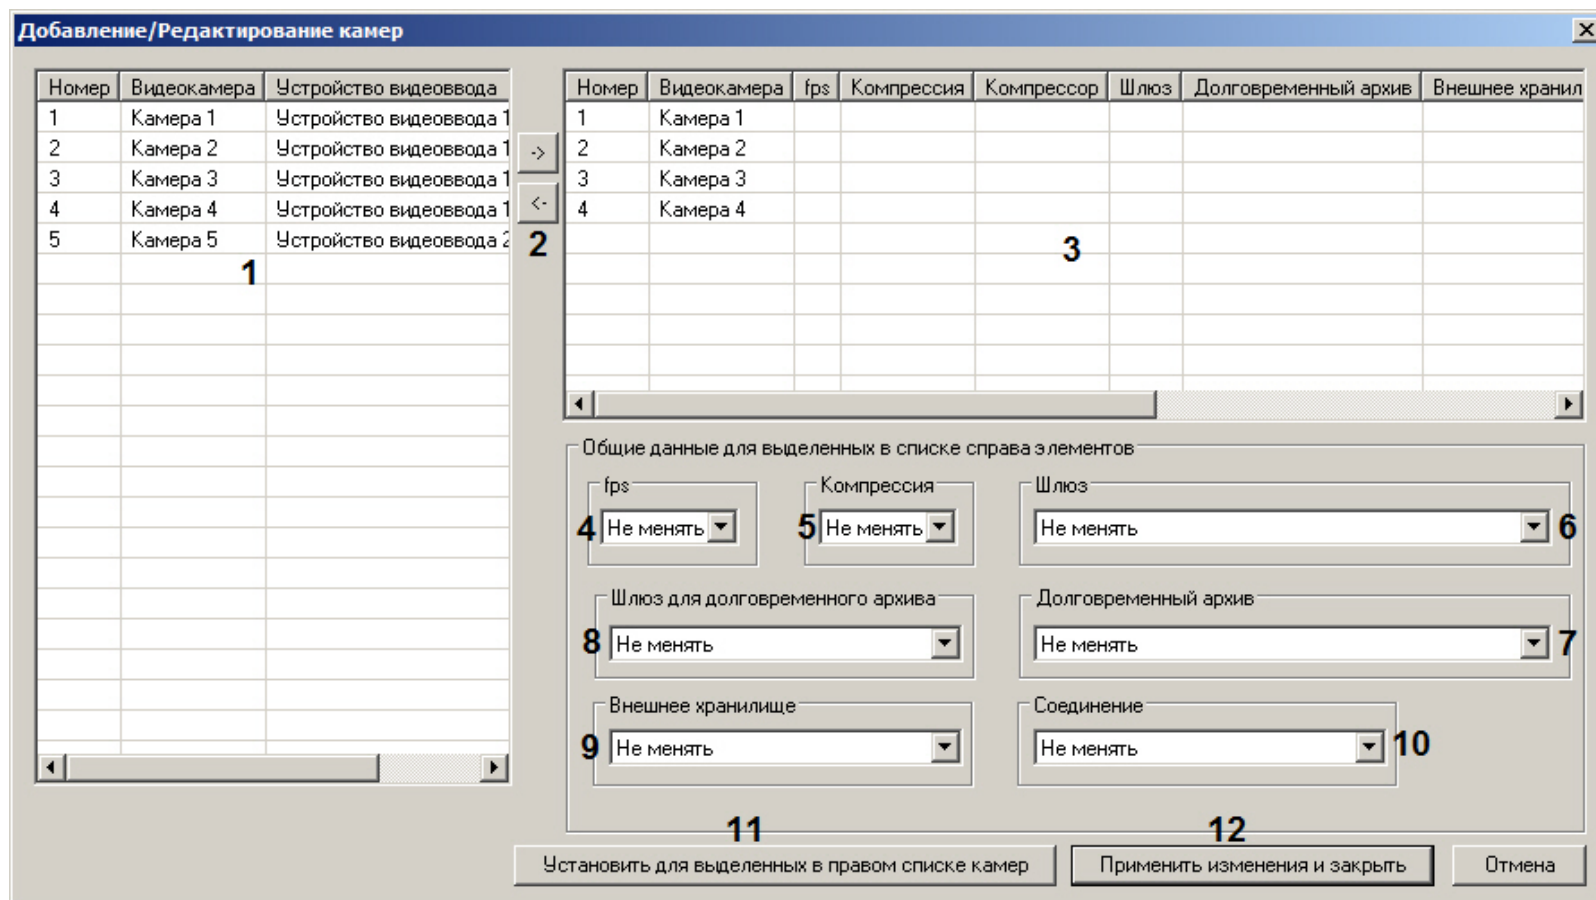 Добавление/Редактирование камер
Номер Видеокамера Устройство видеоввода
1 Камера 1 Устройство видеоввода 1
2 Камера 2 Устройство видеоввода 1
3 Камера 3 Устройство видеоввода 1
4 Камера 4 Устройство видеоввода 1
5 Камера 5 Устройство видеоввода 2
1
->
<-
2
Номер Видеокамера fps Компрессия Компрессор Шлюз Долговременный архив Внешнее хранил
1 Камера 1
2 Камера 2
3 Камера 3
4 Камера 4
3
Общие данные для выделенных в списке справа элементов
fps Компрессия Шлюз
4 Не менять 5 Не менять Не менять 6
Шлюз для долговременного архива Долговременный архив
8 Не менять Не менять 7
Внешнее хранилище Соединение
9 Не менять Не менять 10
11 12
Установить для выделенных в правом списке камер Применить изменения и закрыть Отмена